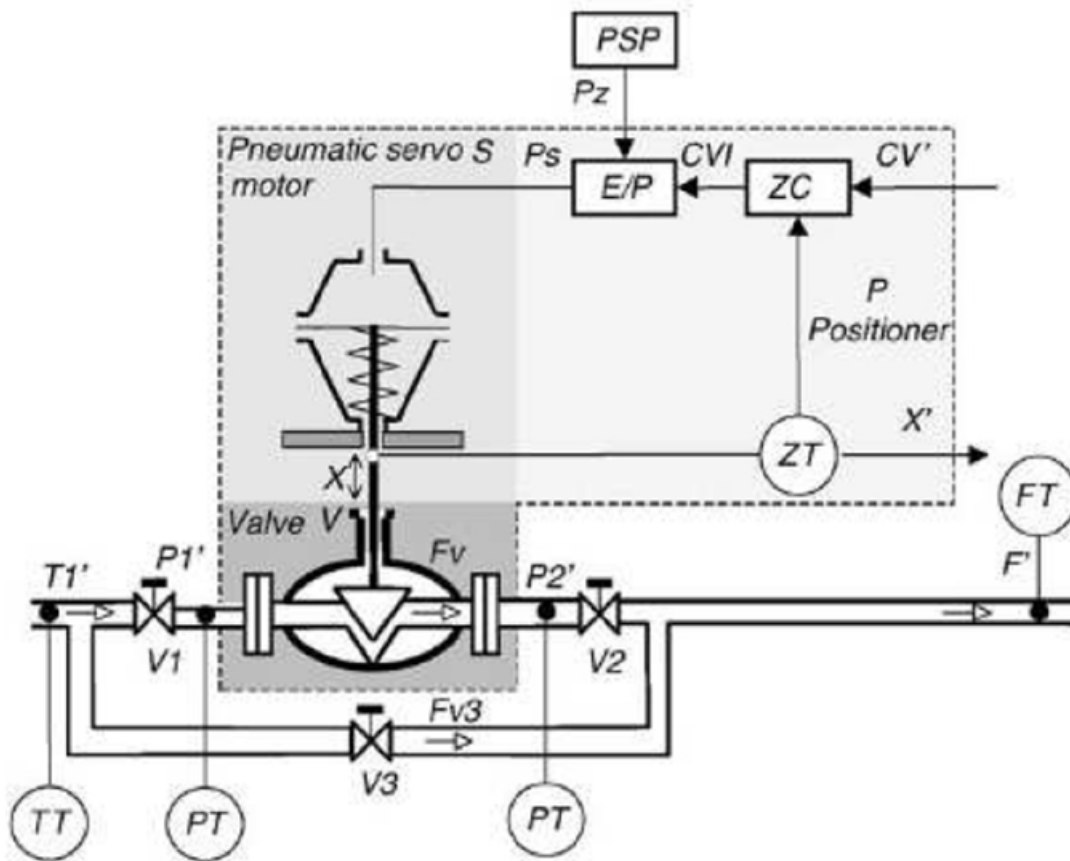 PSP
Pz
Pneumatic servo S
motor
Ps
CVI
CV'
E/P
ZC
P
Positioner
X'
ZT
X
FT
Valve
V
Fv
P1'
P2'
F'
T1'
V1
V2
Fv3
V3
TT
PT
PT